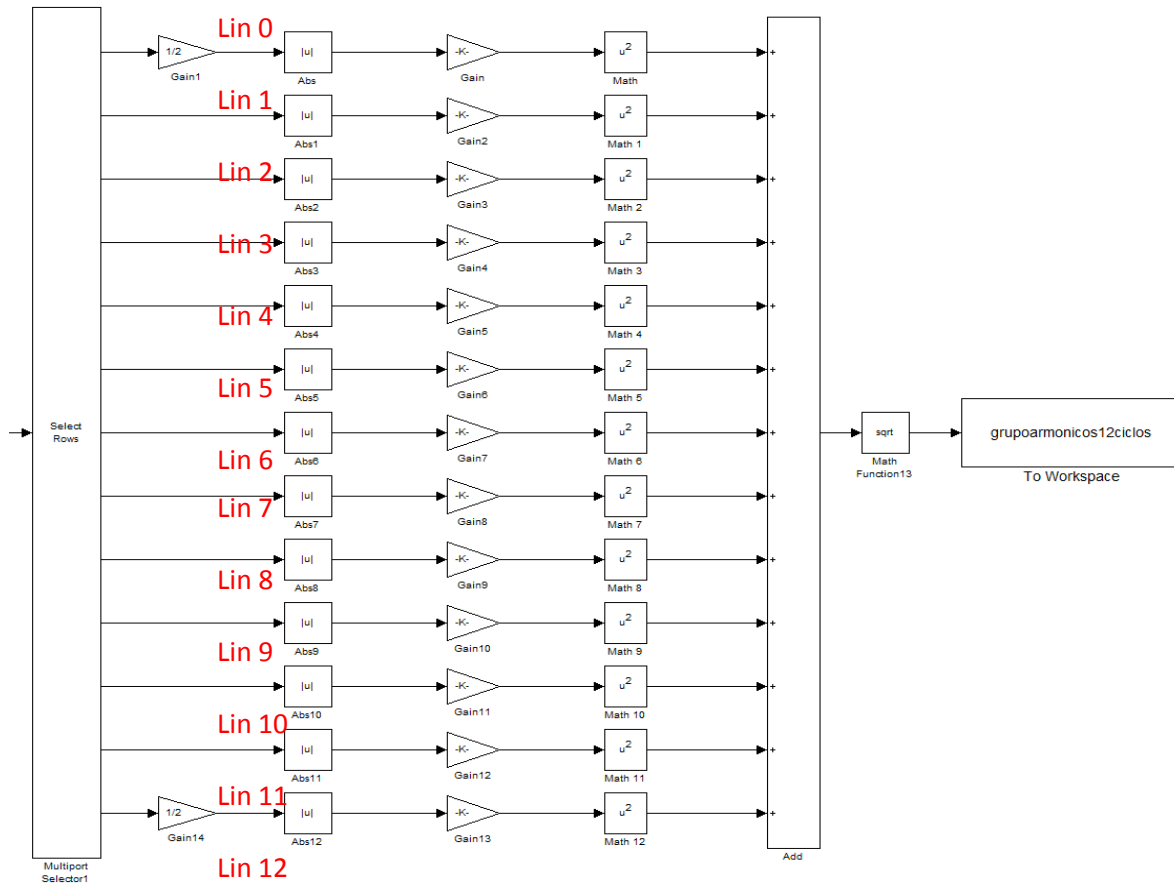 Lin 0
1/2
|u|
-K-
u²
+
Gain1
Abs
Gain
Math
Lin 1
|u|
-K-
u²
+
Abs1
Gain2
Math 1
Lin 2
|u|
-K-
u²
+
Abs2
Gain3
Math 2
Lin 3
|u|
-K-
u²
+
Abs3
Gain4
Math 3
Lin 4
|u|
-K-
u²
+
Abs4
Gain5
Math 4
Lin 5
|u|
-K-
u²
+
Abs5
Gain6
Math 5
Select
Rows
Lin 6
|u|
-K-
u²
+
sqrt
grupoarmonicos12ciclos
Abs6
Gain7
Math 6
Math
Function13
To Workspace
Lin 7
|u|
-K-
u²
+
Abs7
Gain8
Math 7
Lin 8
|u|
-K-
u²
+
Abs8
Gain9
Math 8
Lin 9
|u|
-K-
u²
+
Abs9
Gain10
Math 9
Lin 10
|u|
-K-
u²
+
Abs10
Gain11
Math 10
|u|
-K-
u²
+
Abs11
Gain12
Math 11
Lin 11
1/2
|u|
-K-
u²
+
Gain14
Abs12
Gain13
Math 12
Lin 12
Multiport
Selector1
Add